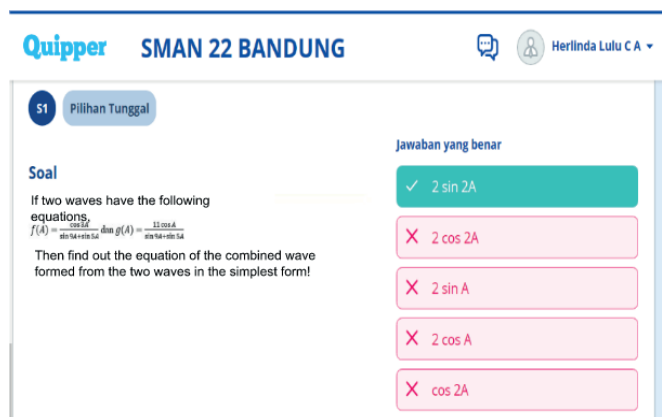 Quipper SMAN 22 BANDUNG
Herlinda Lulu C A
S1 Pilihan Tunggal
Soal
If two waves have the following
equations,
dan
Then find out the equation of the combined wave
formed from the two waves in the simplest form!
Jawaban yang benar
2 sin 2A
2 cos 2A
2 sin A
2 cos A
cos 2A